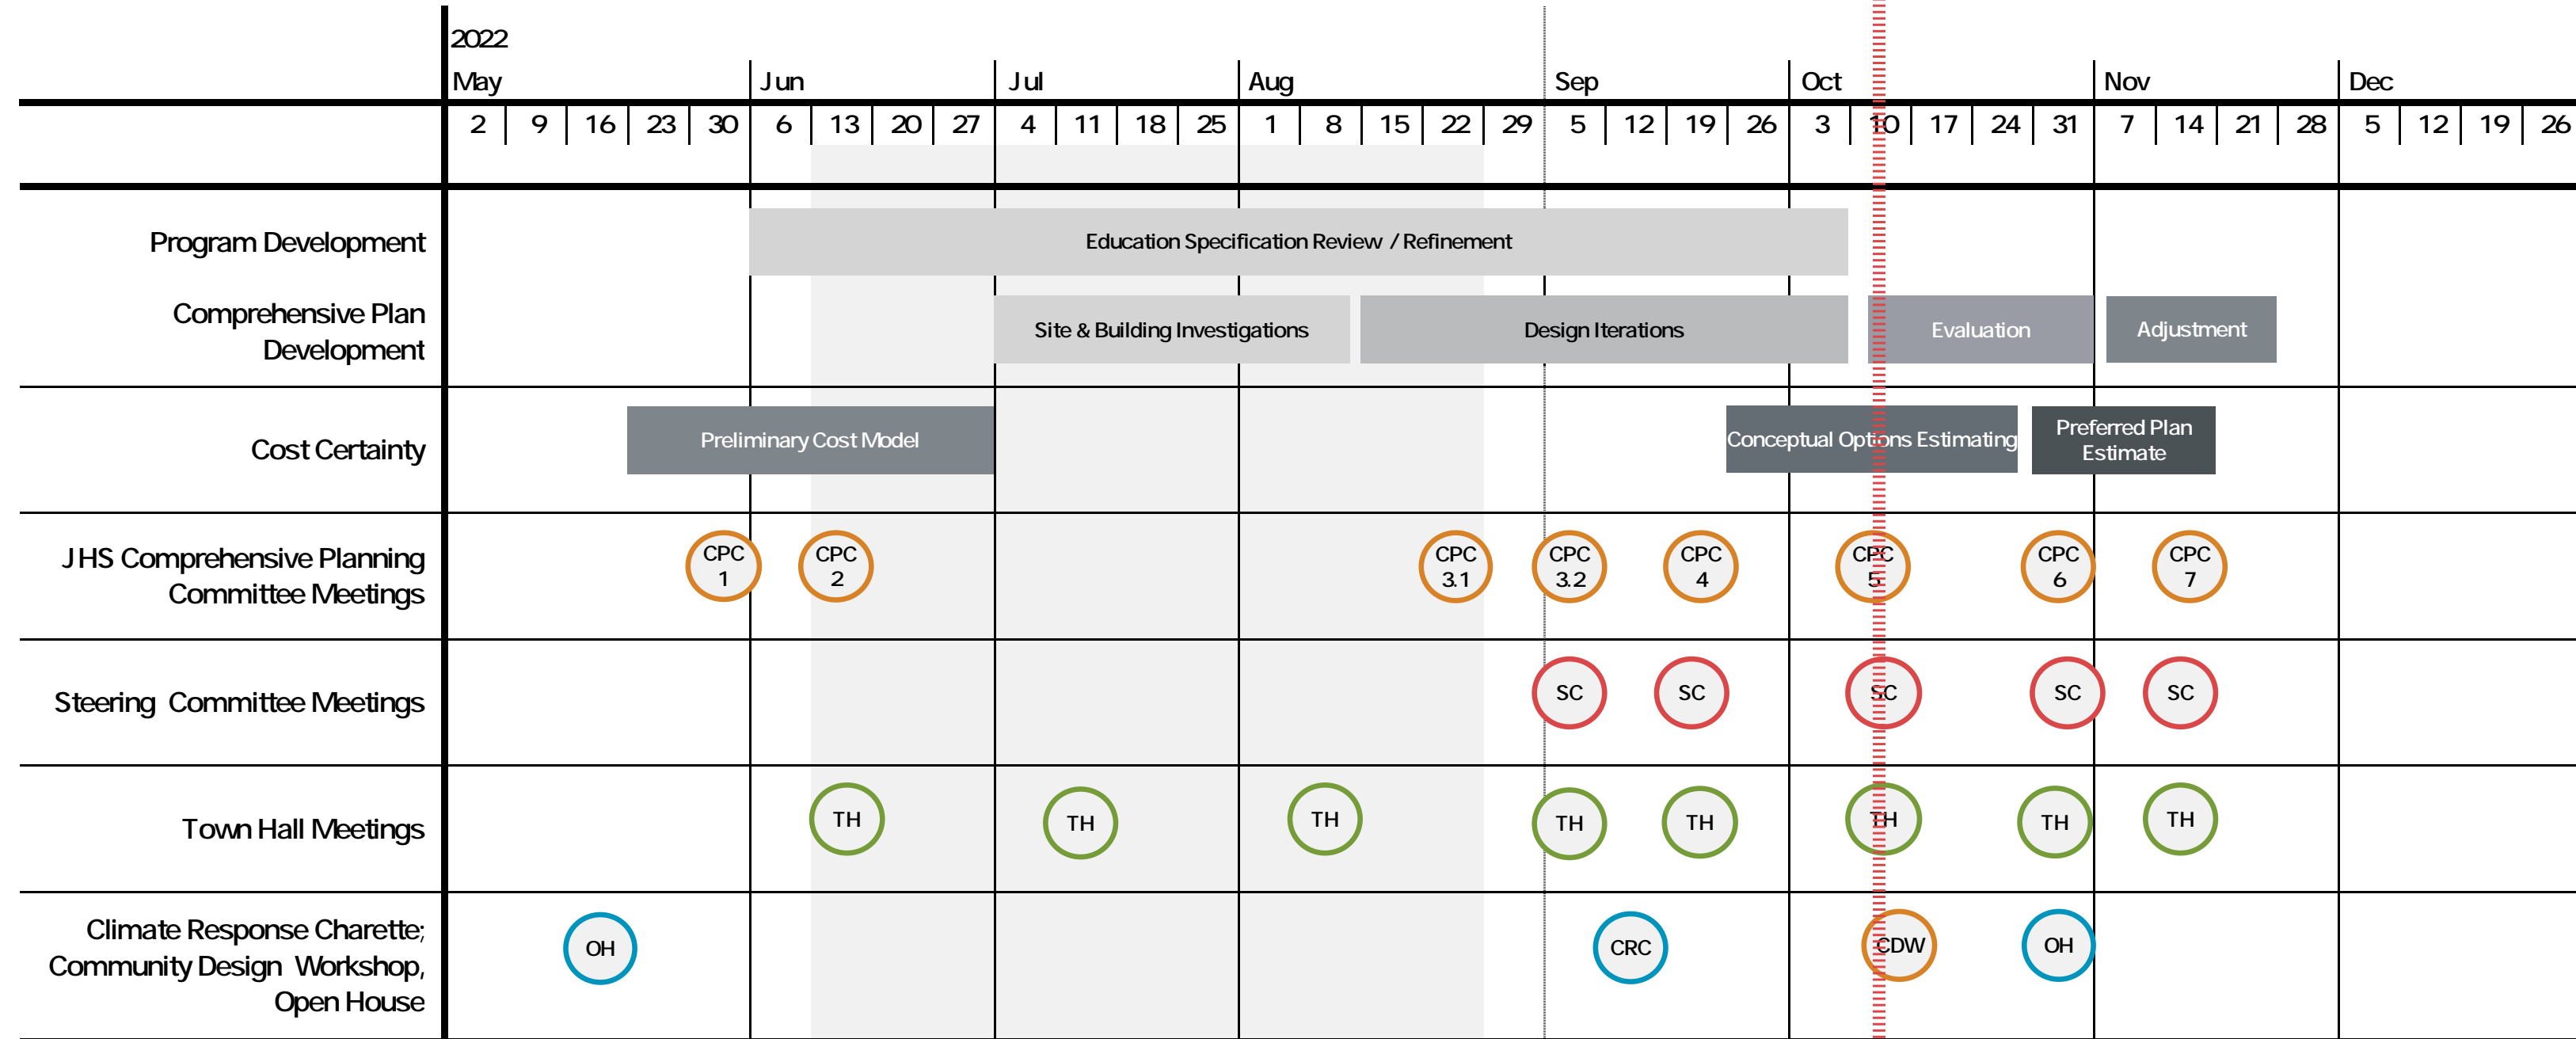 2022
May Jun Jul Aug Sep Oct Nov Dec
2 9 16 23 30 6 13 20 27 4 11 18 25 1 8 15 22 29 5 12 19 26 3 10 17 24 31 7 14 21 28 5 12 19 26
Program Development
Education Specification Review / Refinement
Comprehensive Plan
Development
Site & Building Investigations
Design Iterations
Evaluation
Adjustment
Cost Certainty
Preliminary Cost Model
Conceptual Options Estimating
Preferred Plan
Estimate
JHS Comprehensive Planning
Committee Meetings
CPC
1
CPC
2
CPC
3.1
CPC
3.2
CPC
4
CPC
5
CPC
6
CPC
7
Steering Committee Meetings
SC SC SC SC SC
Town Hall Meetings
TH TH TH TH TH TH TH TH
Climate Response Charette;
Community Design Workshop,
Open House
OH CRC CDW OH